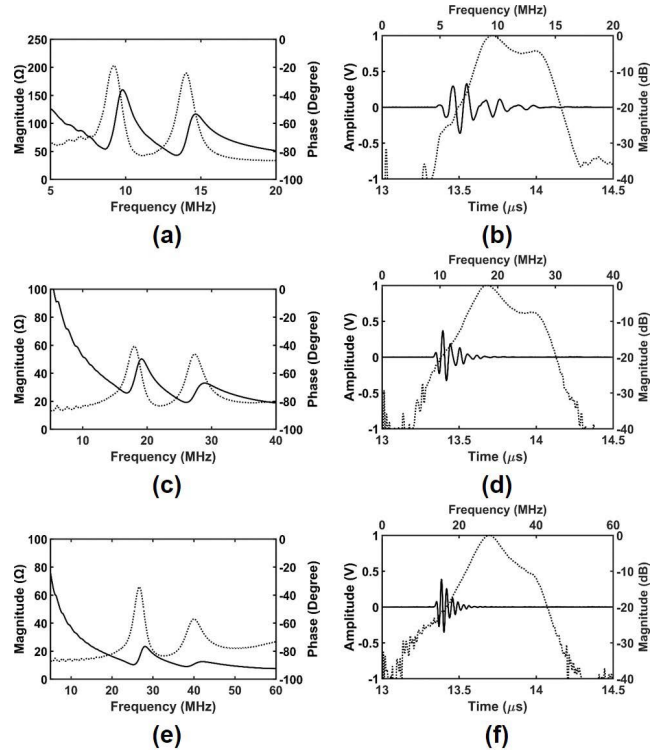 Frequency (MHz)
0 5 10 15 20
250 200 150 100 50 0
Magnitude (Ω)
0 -20 -40 -60 -80 -100
Phase (Degree)
5 10 15 20
Frequency (MHz)
(a)
1 0.5 0 -0.5 -1
Amplitude (V)
0 -10 -20 -30 -40
Magnitude (dB)
13 13.5 14 14.5
Time (μs)
(b)
Frequency (MHz)
0 10 20 30 40
100 80 60 40 20 0
Magnitude (Ω)
0 -20 -40 -60 -80 -100
Phase (Degree)
10 20 30 40
Frequency (MHz)
(c)
1 0.5 0 -0.5 -1
Amplitude (V)
0 -10 -20 -30 -40
Magnitude (dB)
13 13.5 14 14.5
Time (μs)
(d)
Frequency (MHz)
0 20 40 60
100 80 60 40 20 0
Magnitude (Ω)
0 -20 -40 -60 -80 -100
Phase (Degree)
10 20 30 40 50 60
Frequency (MHz)
(e)
1 0.5 0 -0.5 -1
Amplitude (V)
0 -10 -20 -30 -40
Magnitude (dB)
13 13.5 14 14.5
Time (μs)
(f)